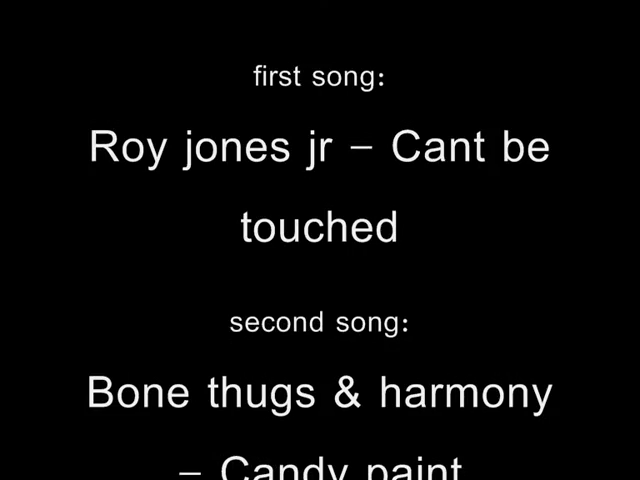 first song:
Roy jones jr – Cant be
touched
second song:
Bone thugs & harmony
– Candy paint